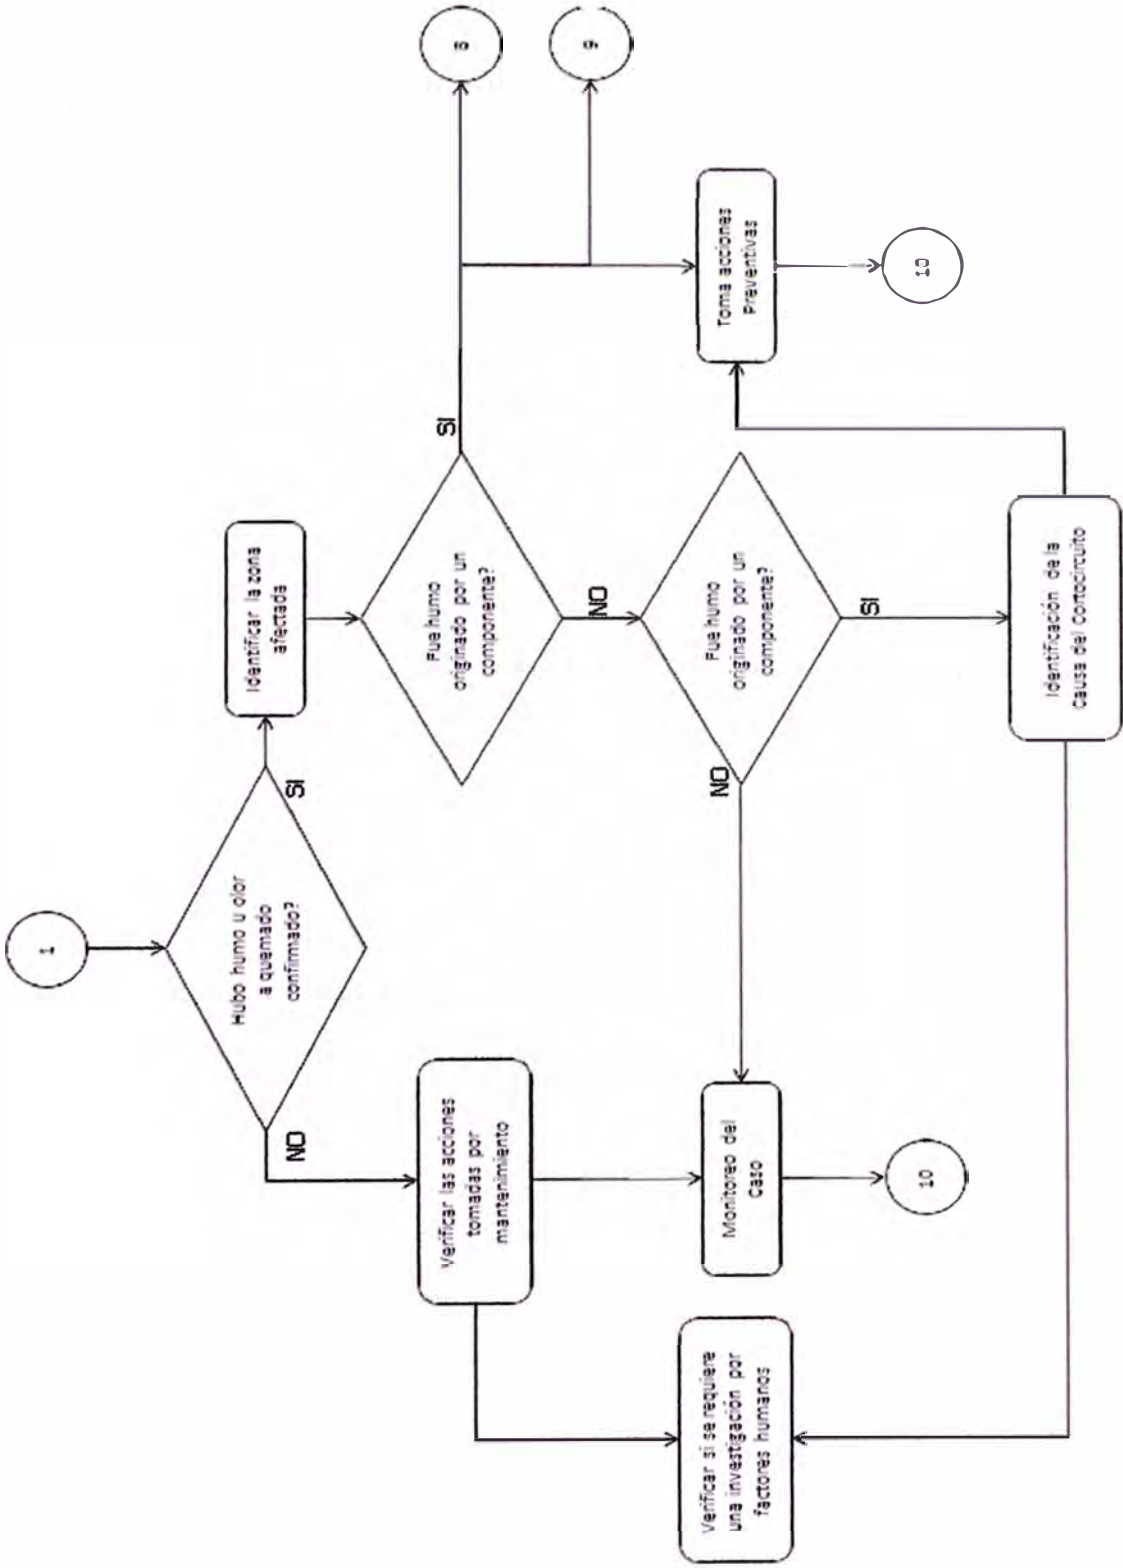 1
Hubo humo u olor
a quemado
confirmado?
NO
SI
Identificar la zona
afectada
Verificar las acciones
tomadas por
mantenimiento
Fue humo
originado por un
componente?
SI
8
NO
9
Verificar si se requiere
una investigación por
factores humanos
Monitoreo del
Caso
NO
Fue humo
originado por un
componente?
Toma acciones
Preventivas
SI
10
10
Identificación de la
Causa del Cortocircuito